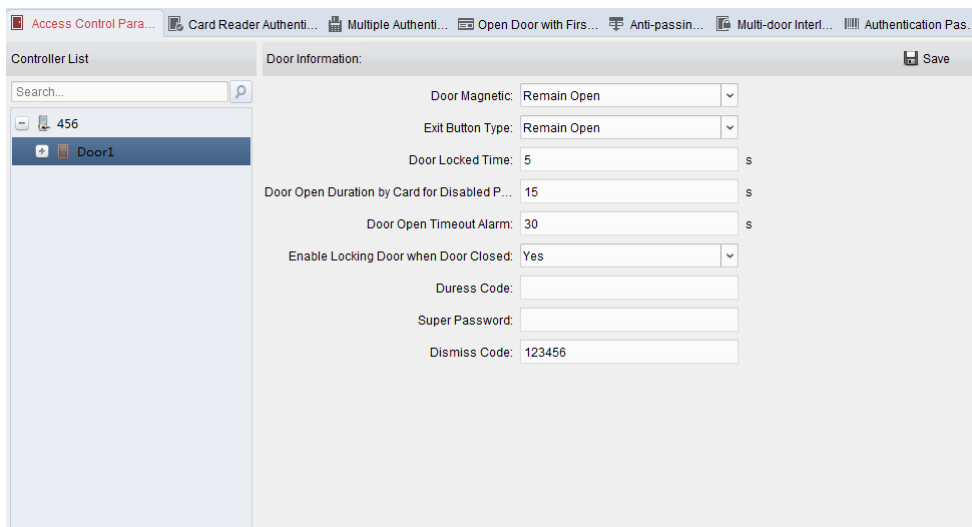 Access Control Para... Card Reader Authenti... Multiple Authenti... Open Door with Firs... Anti-passin... Multi-door Interl... Authentication Pas...
Controller List
Door Information:
Save
Search...
456
Door1
Door Magnetic: Remain Open
Exit Button Type: Remain Open
Door Locked Time: 5 s
Door Open Duration by Card for Disabled P... 15 s
Door Open Timeout Alarm: 30 s
Enable Locking Door when Door Closed: Yes
Duress Code:
Super Password:
Dismiss Code: 123456